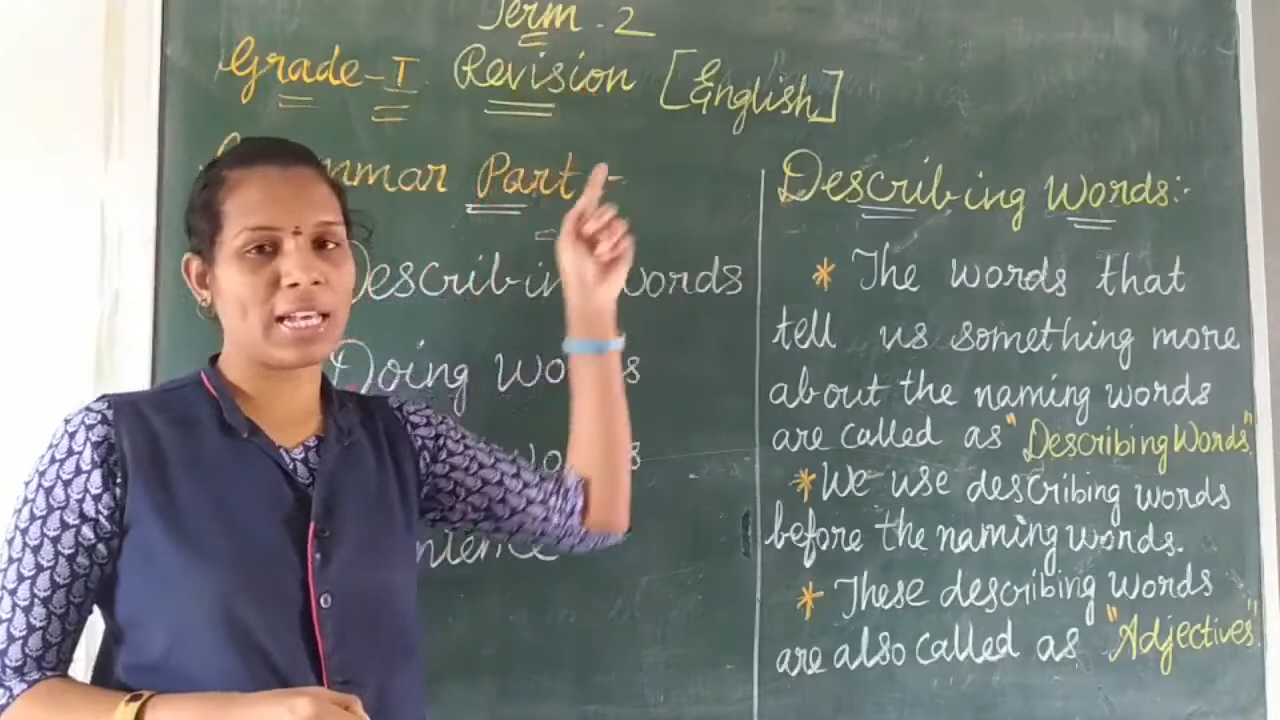 Term - 2
Grade - I Revision [English]
Part -
Describing Words:
words
Doing
* The words that
tell us something more
about the naming words
are called as "Describing Words"
* We use describing words
before the naming words.
* These describing words
are also called as "Adjectives"